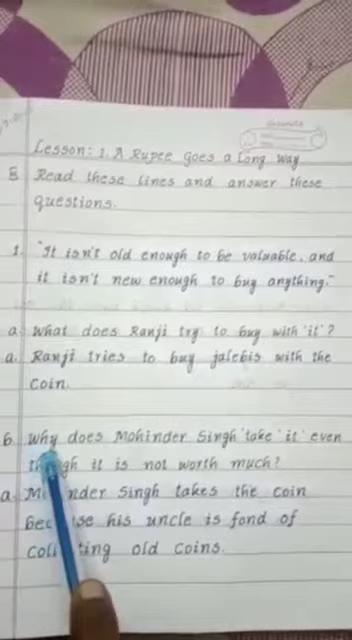 Lesson: 1. A Rupee Goes a Long way
B Read these lines and answer these
questions.
1. "It isn't old enough to be valuable, and
it isn't new enough to buy anything."
a. What does Ranji try to buy with 'it'?
a. Ranji tries to buy jalebis with the
coin.
b. Why does Mohinder Singh 'take' 'it' even
though it is not worth much?
a. Mohinder Singh takes the coin
because his uncle is fond of
collecting old coins.